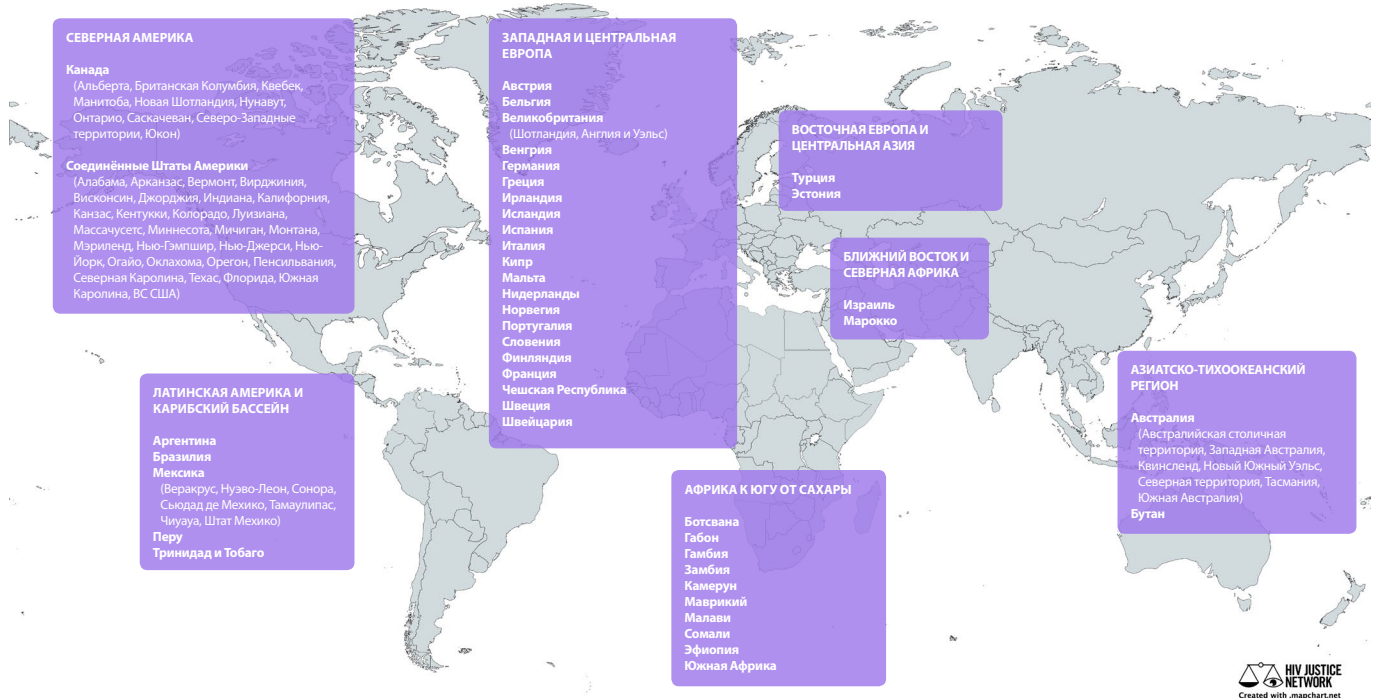 СЕВЕРНАЯ АМЕРИКА
Канада
(Альберта, Британская Колумбия, Квебек,
Манитоба, Новая Шотландия, Нунавут,
Онтарио, Саскачеван, Северо-Западные
территории, Юкон)
Соединённые Штаты Америки
(Алабама, Арканзас, Вермонт, Вирджиния,
Висконсин, Джорджия, Индиана, Калифорния,
Канзас, Кентукки, Колорадо, Луизиана,
Массачусетс, Миннесота, Мичиган, Монтана,
Мэриленд, Нью-Гэмпшир, Нью-Джерси, Нью-
Йорк, Огайо, Оклахома, Орегон, Пенсильвания,
Северная Каролина, Техас, Флорида, Южная
Каролина, ВС США)
ЗАПАДНАЯ И ЦЕНТРАЛЬНАЯ
ЕВРОПА
Австрия
Бельгия
Великобритания
(Шотландия, Англия и Уэльс)
Венгрия
Германия
Греция
Ирландия
Исландия
Испания
Италия
Кипр
Мальта
Нидерланды
Норвегия
Португалия
Словения
Финляндия
Франция
Чешская Республика
Швеция
Швейцария
ВОСТОЧНАЯ ЕВРОПА И
ЦЕНТРАЛЬНАЯ АЗИЯ
Турция
Эстония
БЛИЖНИЙ ВОСТОК И
СЕВЕРНАЯ АФРИКА
Израиль
Марокко
ЛАТИНСКАЯ АМЕРИКА И
КАРИБСКИЙ БАССЕЙН
Аргентина
Бразилия
Мексика
(Веракрус, Нуэво-Леон, Сонора,
Сьюдад де Мехико, Тамаулипас,
Чиуауа, Штат Мехико)
Перу
Тринидад и Тобаго
АФРИКА К ЮГУ ОТ САХАРЫ
Ботсвана
Габон
Гамбия
Замбия
Камерун
Маврикий
Малави
Сомали
Эфиопия
Южная Африка
АЗИАТСКО-ТИХООКЕАНСКИЙ
РЕГИОН
Австралия
(Австралийская столичная
территория, Западная Австралия,
Квинсленд, Новый Южный Уэльс,
Северная территория, Тасмания,
Южная Австралия)
Бутан
HIV JUSTICE
NETWORK
Created with .mapchart.net